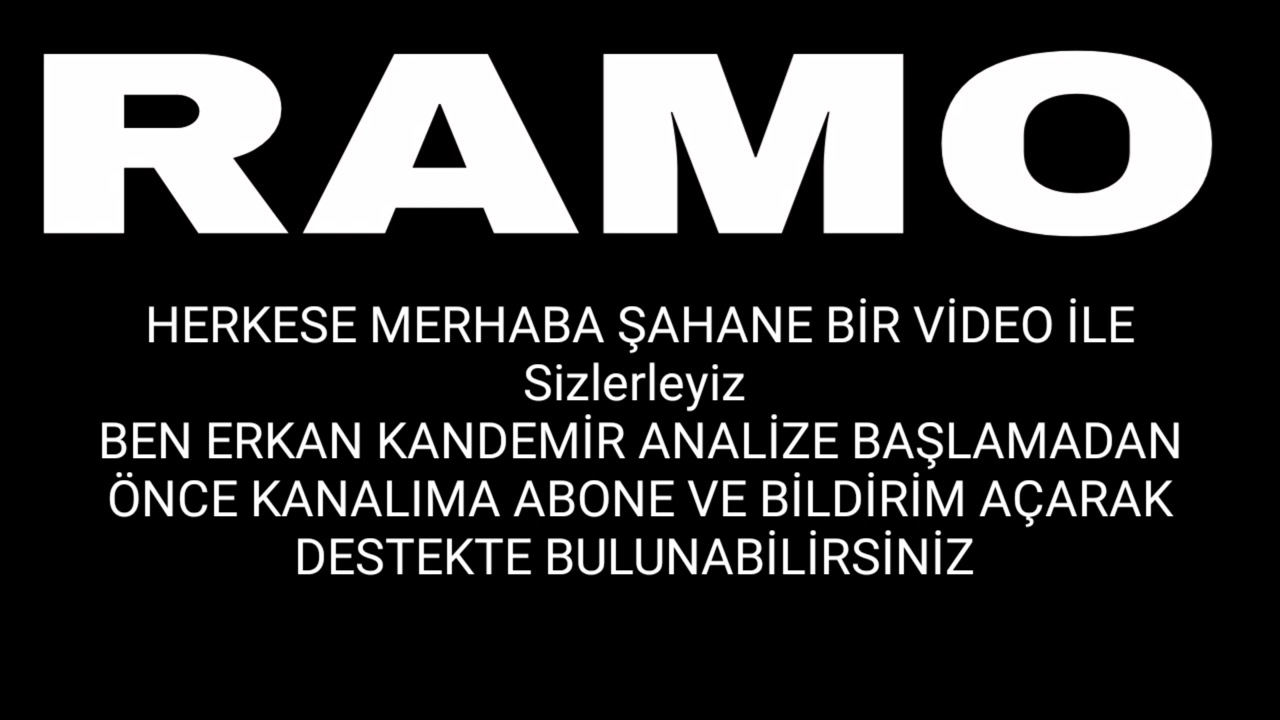 RAMO
HERKESE MERHABA ŞAHANE BİR VİDEO İLE
Sizlerleyiz
BEN ERKAN KANDEMİR ANALİZE BAŞLAMADAN
ÖNCE KANALIMA ABONE VE BİLDİRİM AÇARAK
DESTEKTE BULUNABİLİRSİNİZ